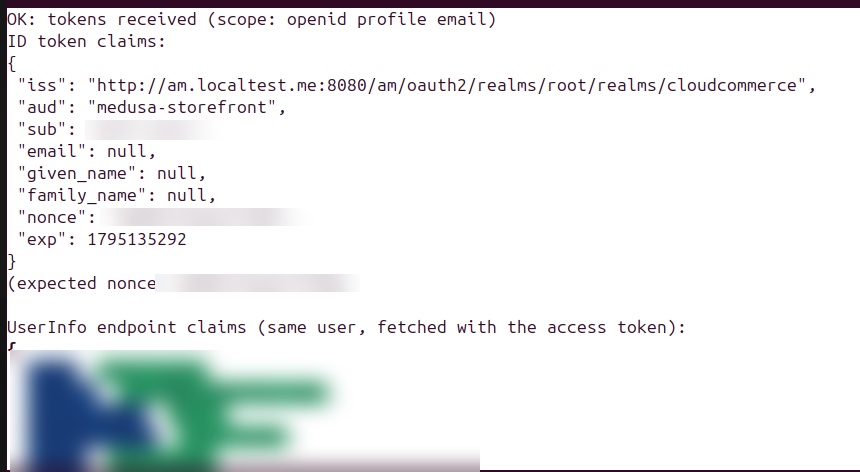 OK: tokens received (scope: openid profile email)
ID token claims:
{
"iss": "http://am.localtest.me:8080/am/oauth2/realms/root/realms/cloudcommerce",
"aud": "medusa-storefront",
"sub":
"email": null,
"given_name": null,
"family_name": null,
"nonce":
"exp": 1795135292
}
(expected nonce
UserInfo endpoint claims (same user, fetched with the access token):
{